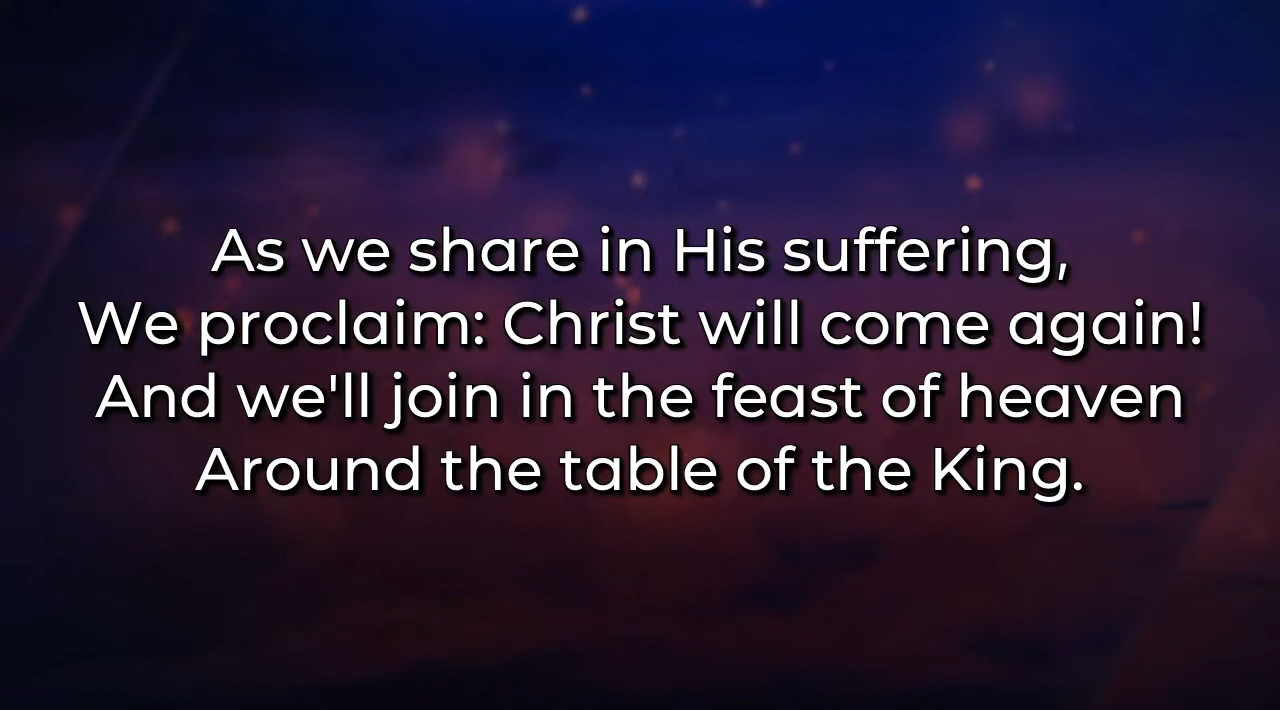 As we share in His suffering,
We proclaim: Christ will come again!
And we'll join in the feast of heaven
Around the table of the King.